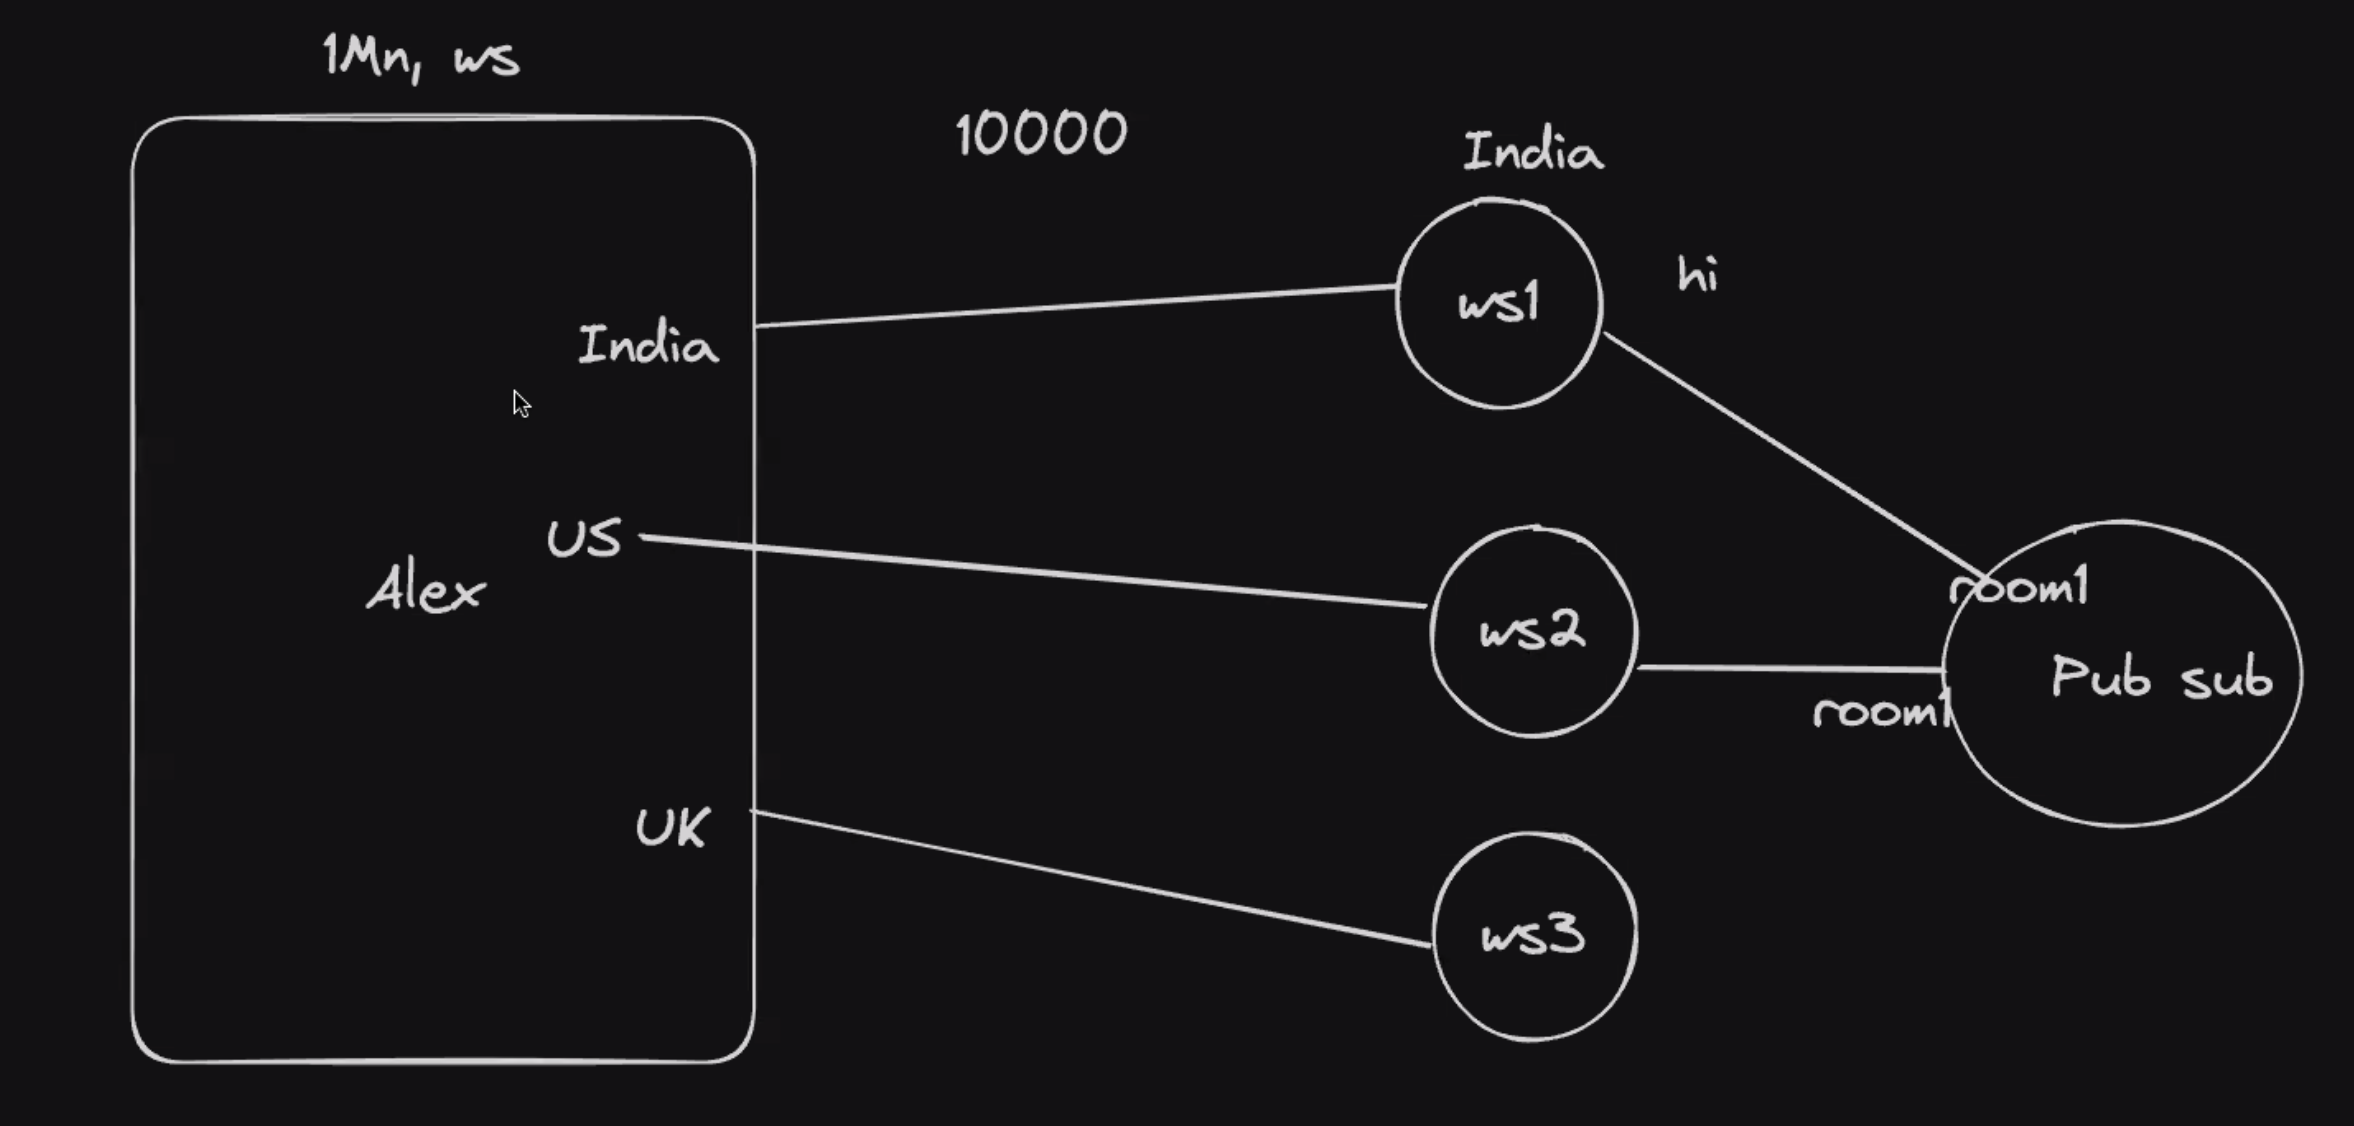 1Mn, ws
10000
India
hi
ws1
India
US
Alex
room1
ws2
Pub sub
room1
UK
ws3